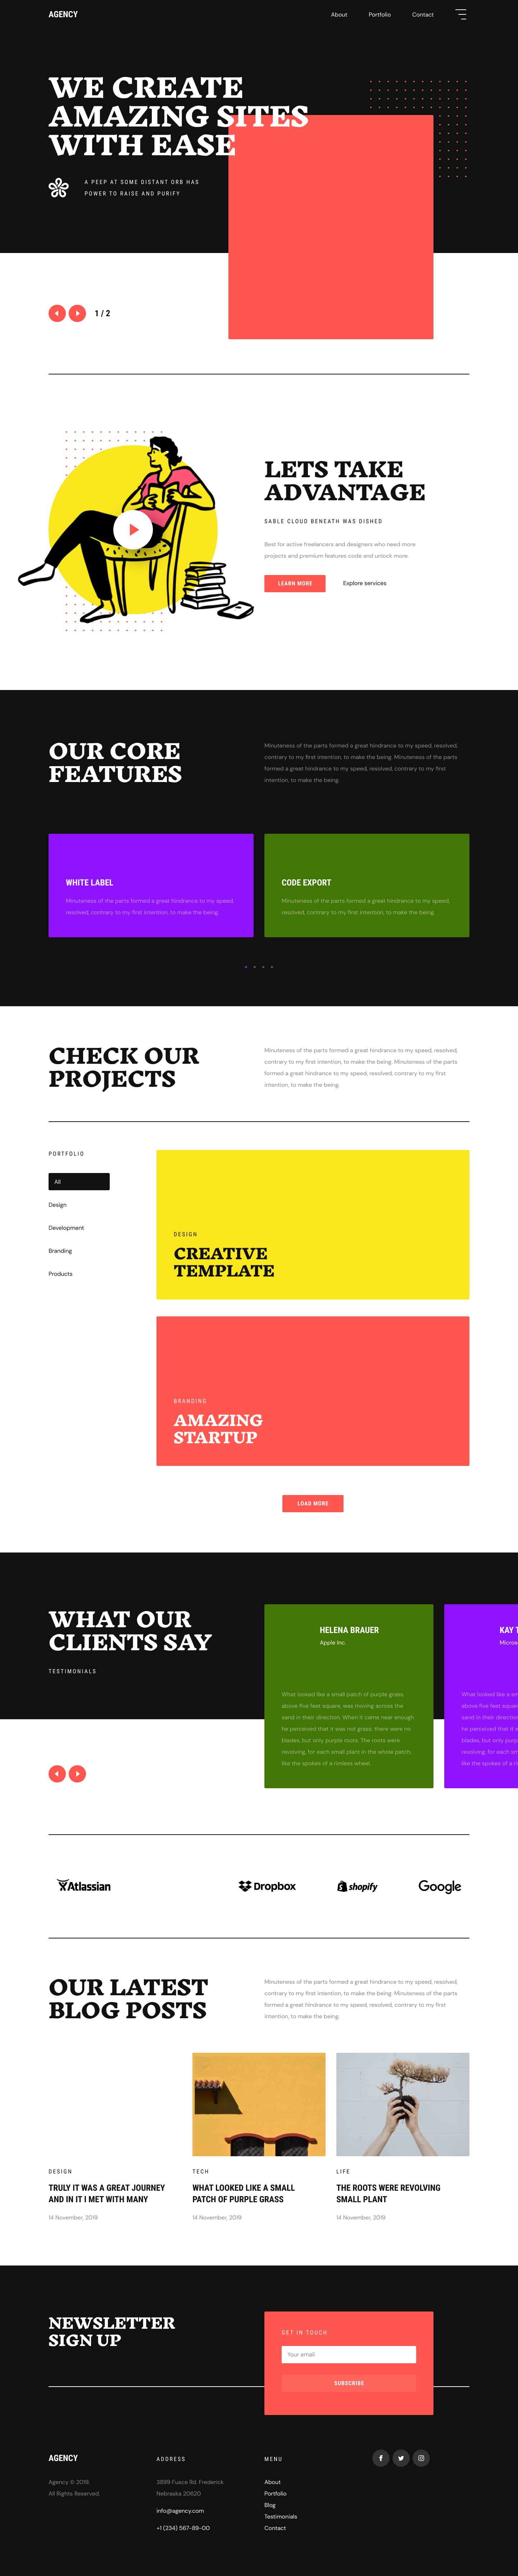 AGENCY
About
Portfolio
Contact
WE CREATE
AMAZING SITES
WITH EASE
A PEEP AT SOME DISTANT ORB HAS
POWER TO RAISE AND PURIFY
1 / 2
LETS TAKE
ADVANTAGE
SABLE CLOUD BENEATH WAS DISHED
Best for active freelancers and designers who need more
projects and premium features code and unlock more.
LEARN MORE
Explore services
OUR CORE
FEATURES
Minuteness of the parts formed a great hindrance to my speed, resolved,
contrary to my first intention, to make the being. Minuteness of the parts
formed a great hindrance to my speed, resolved, contrary to my first
intention, to make the being.
WHITE LABEL
Minuteness of the parts formed a great hindrance to my speed,
resolved, contrary to my first intention, to make the being.
CODE EXPORT
Minuteness of the parts formed a great hindrance to my speed,
resolved, contrary to my first intention, to make the being.
CHECK OUR
PROJECTS
Minuteness of the parts formed a great hindrance to my speed, resolved,
contrary to my first intention, to make the being. Minuteness of the parts
formed a great hindrance to my speed, resolved, contrary to my first
intention, to make the being.
PORTFOLIO
All
Design
Development
Branding
Products
DESIGN
CREATIVE
TEMPLATE
BRANDING
AMAZING
STARTUP
LOAD MORE
WHAT OUR
CLIENTS SAY
TESTIMONIALS
HELENA BRAUER
Apple Inc.
What looked like a small patch of purple grass,
above five feet square, was moving across the
sand in their direction. When it came near enough
he perceived that it was not grass; there were no
blades, but only purple roots. The roots were
revolving, for each small plant in the whole patch,
like the spokes of a rimless wheel.
KAY T
Micros
What looked like a sm
above five feet square
sand in their direction
he perceived that it w
blades, but only purp
revolving, for each sm
like the spokes of a ri
Atlassian
Dropbox
shopify
Google
OUR LATEST
BLOG POSTS
Minuteness of the parts formed a great hindrance to my speed, resolved,
contrary to my first intention, to make the being. Minuteness of the parts
formed a great hindrance to my speed, resolved, contrary to my first
intention, to make the being.
DESIGN
TRULY IT WAS A GREAT JOURNEY
AND IN IT I MET WITH MANY
14 November, 2019
TECH
WHAT LOOKED LIKE A SMALL
PATCH OF PURPLE GRASS
14 November, 2019
LIFE
THE ROOTS WERE REVOLVING
SMALL PLANT
14 November, 2019
NEWSLETTER
SIGN UP
GET IN TOUCH
Your email
SUBSCRIBE
AGENCY
Agency © 2019.
All Rights Reserved.
ADDRESS
3899 Fusce Rd. Frederick
Nebraska 20620
info@agency.com
+1 (234) 567-89-00
MENU
About
Portfolio
Blog
Testimonials
Contact